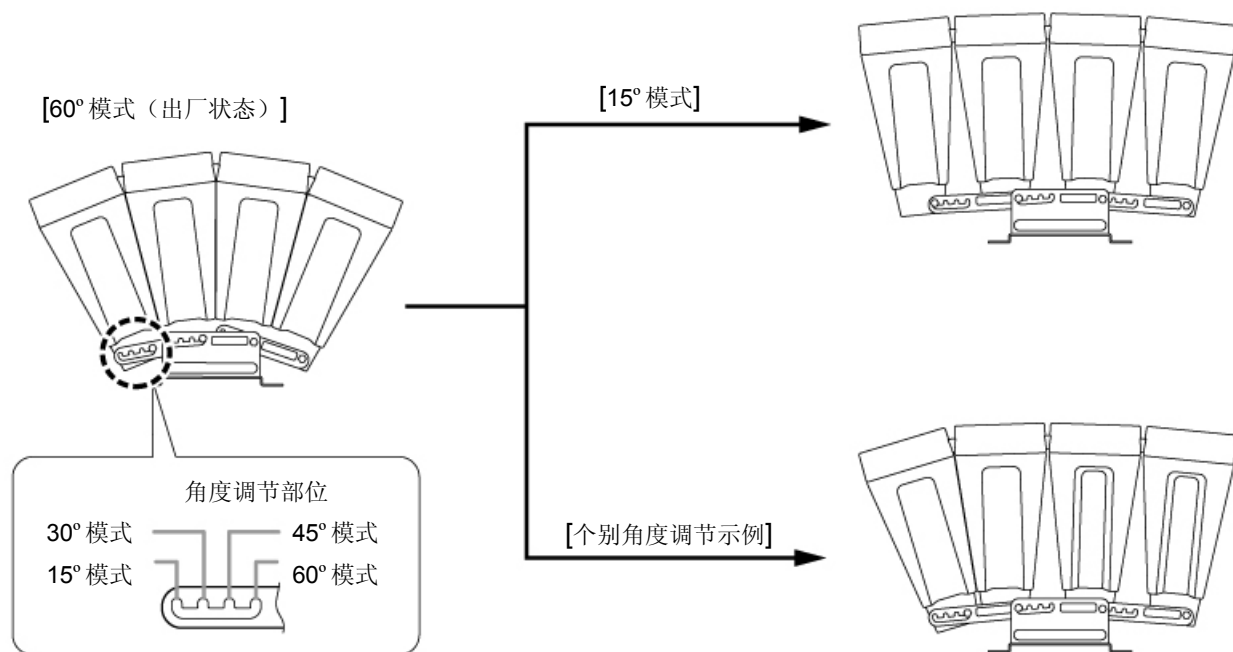 [60º 模式（出厂状态）]
[15º 模式]
角度调节部位
30º 模式
45º 模式
15º 模式
60º 模式
[个别角度调节示例]